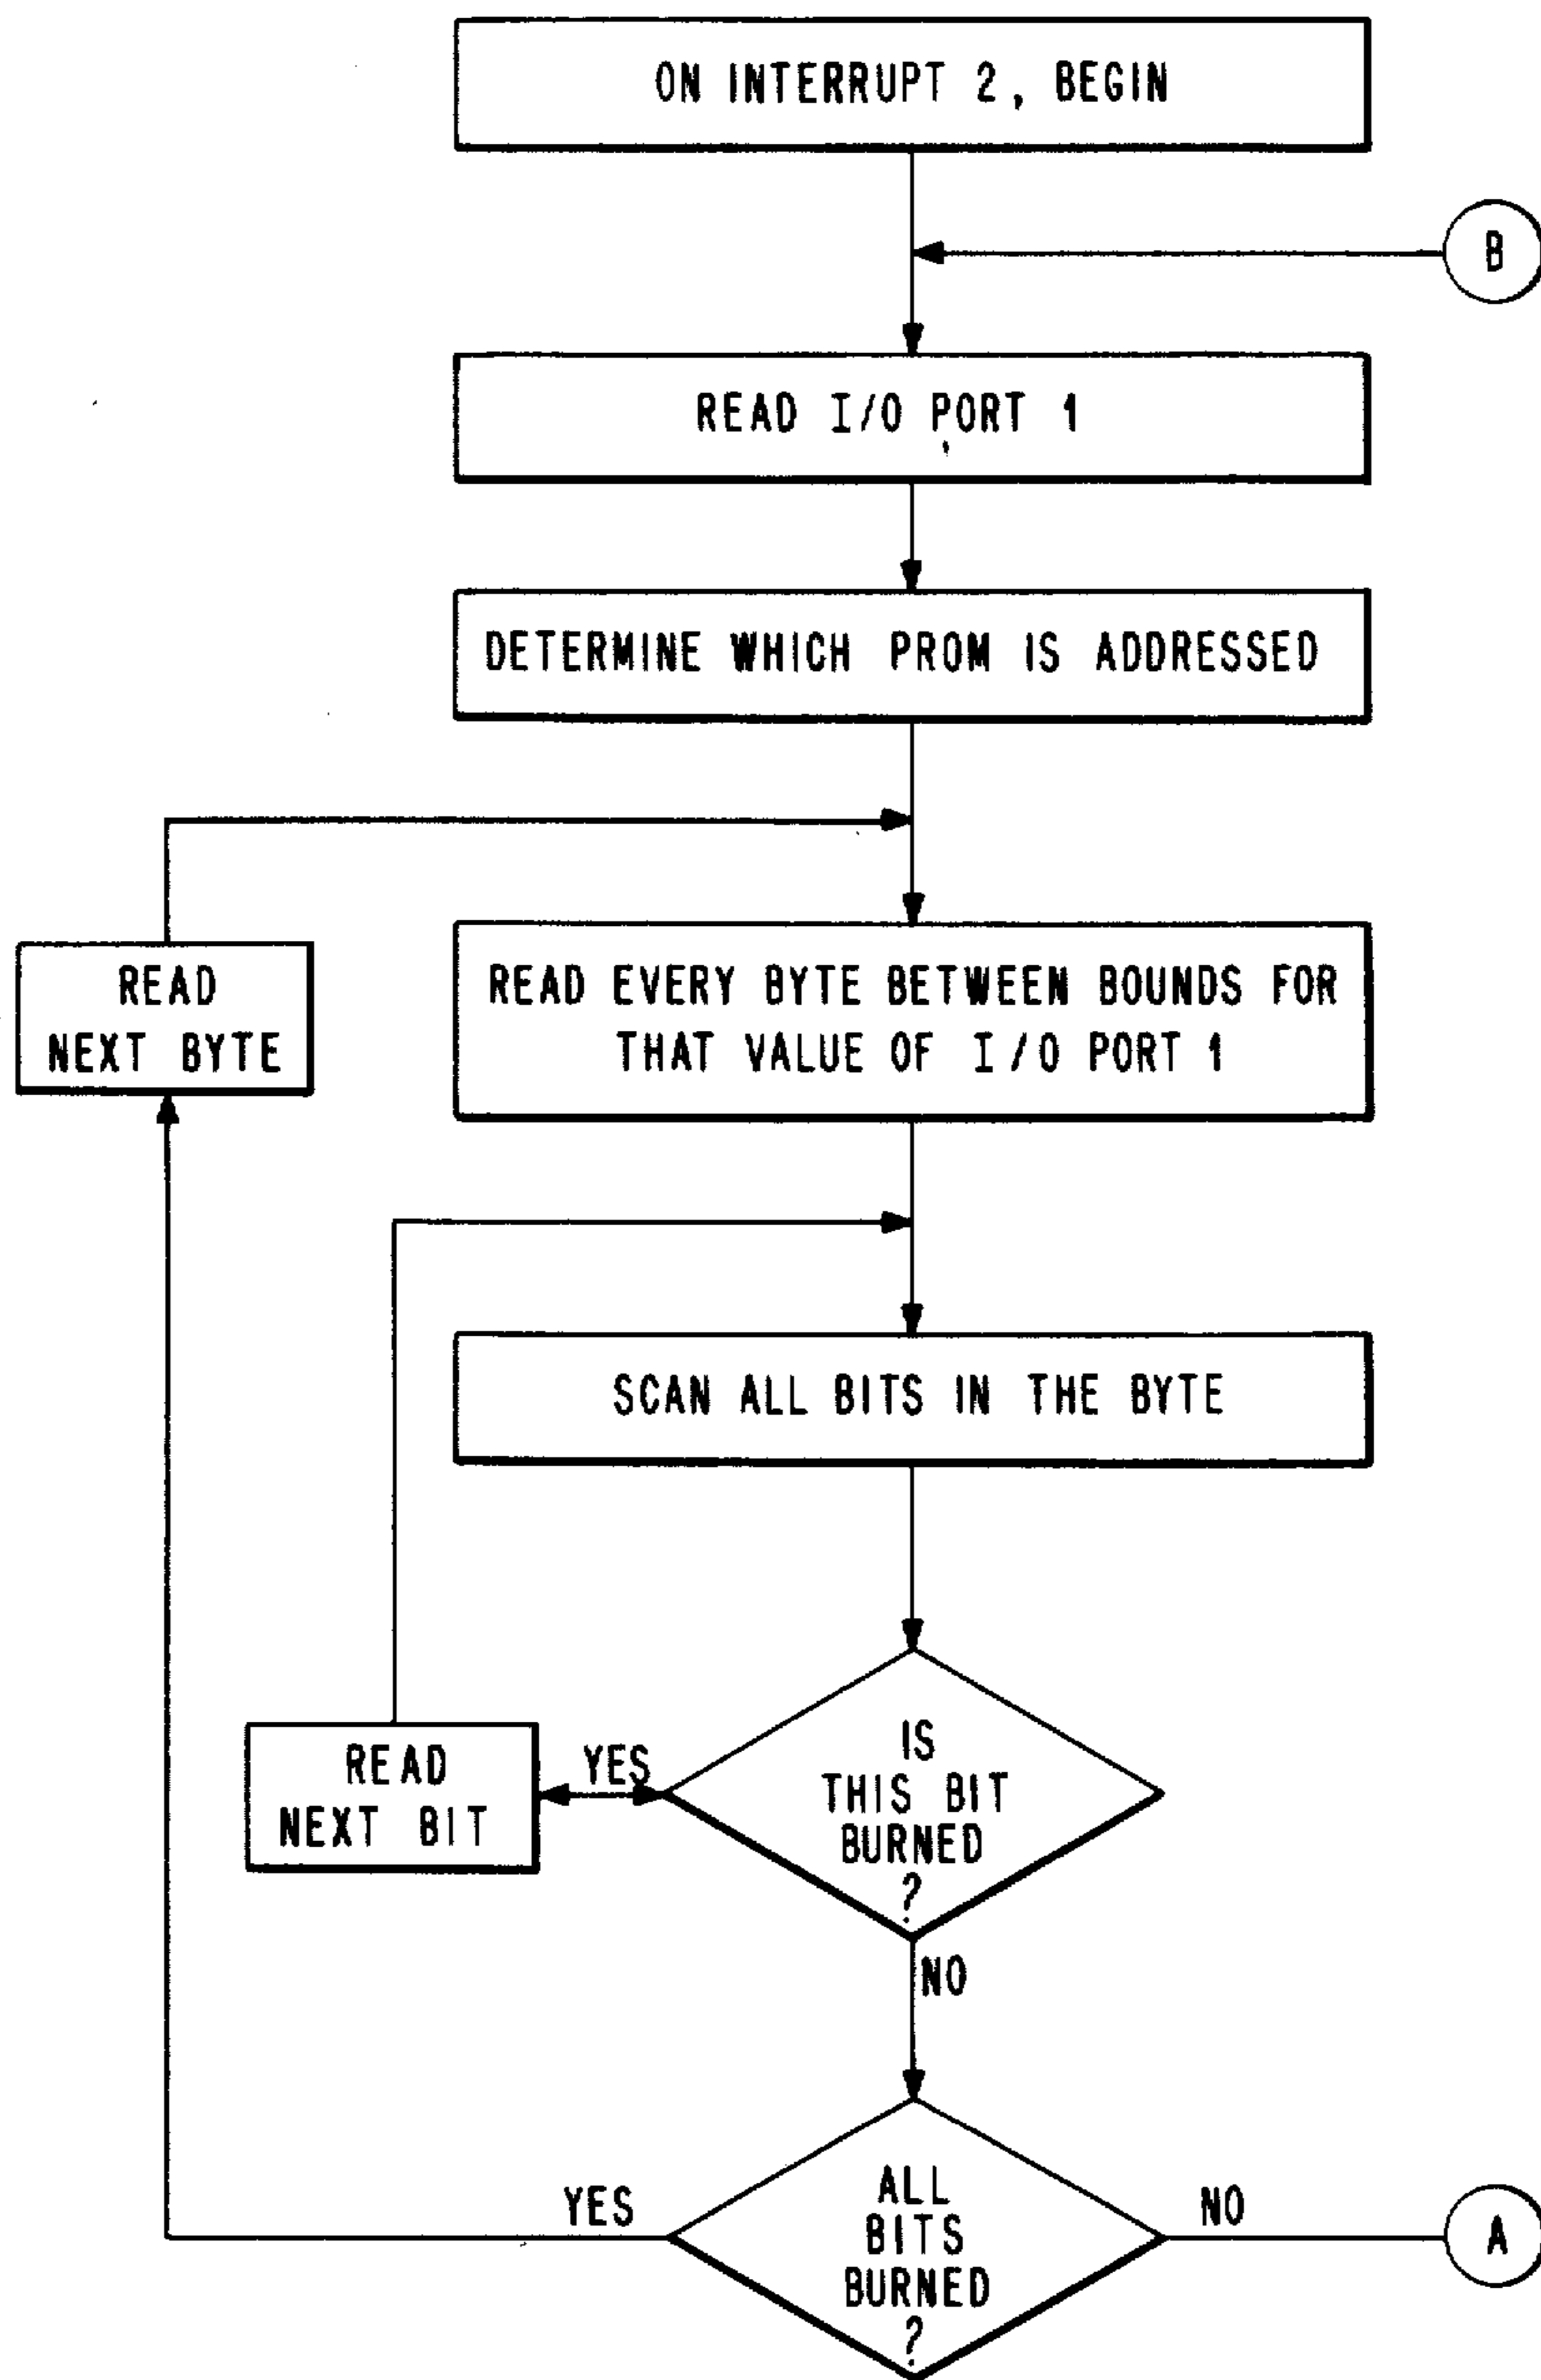 ON INTERRUPT 2, BEGIN
B
READ I/O PORT 1
DETERMINE WHICH PROM IS ADDRESSED
READ
NEXT BYTE
READ EVERY BYTE BETWEEN BOUNDS FOR
THAT VALUE OF I/O PORT 1
SCAN ALL BITS IN THE BYTE
READ
NEXT BIT
YES
IS
THIS BIT
BURNED
?
NO
YES
ALL
BITS
BURNED
?
NO
A